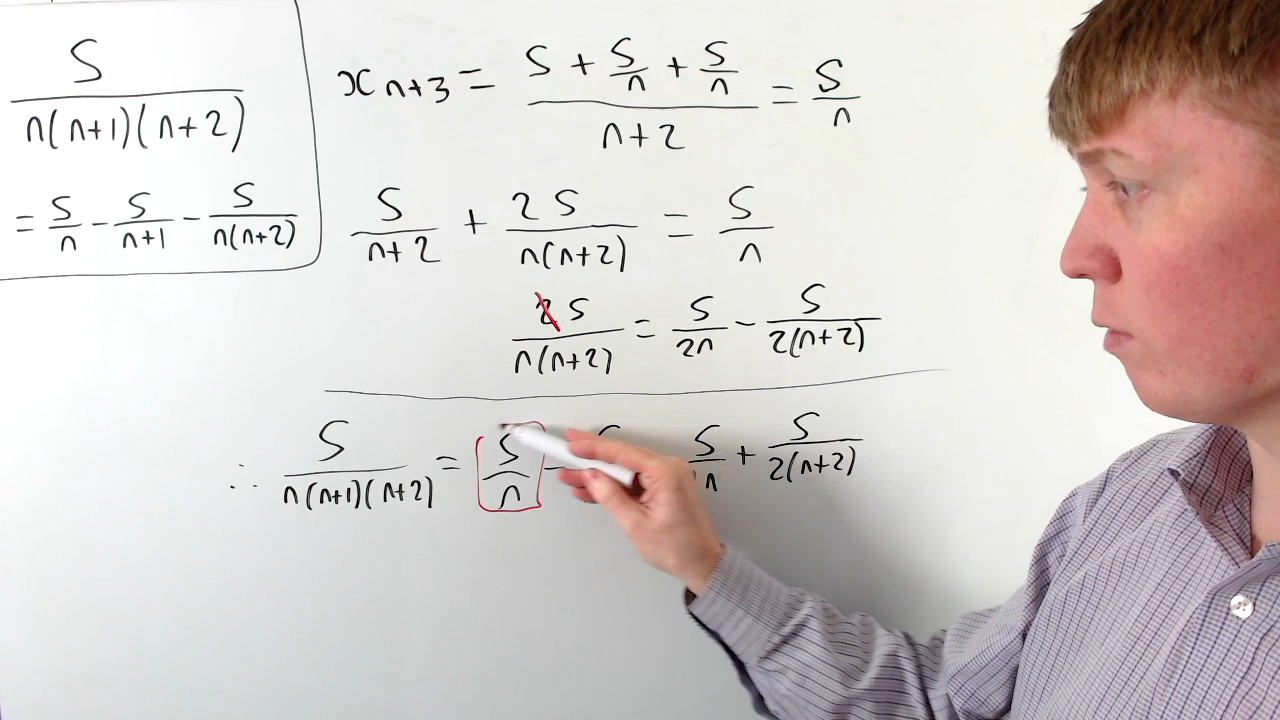 S / n(n+1)(n+2)
= S/n - S/n+1 - S/n(n+2)
x n+3 = S + S/n + S/n / n+2 = S/n
S/n+2 + 2S/n(n+2) = S/n
2S/n(n+2) = S/2n - S/2(n+2)
∴ S/n(n+1)(n+2) = S/n - S/n + S/2(n+2)